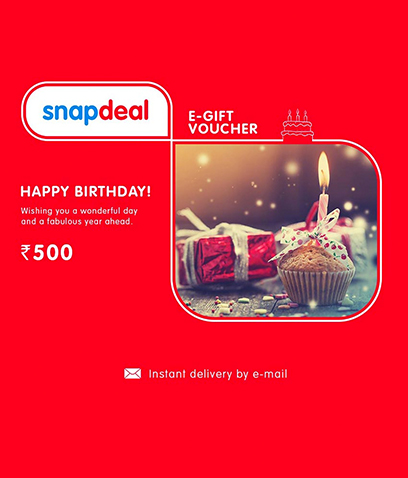 snapdeal
E-GIFT
VOUCHER
HAPPY BIRTHDAY!
Wishing you a wonderful day
and a fabulous year ahead.
₹500
Instant delivery by e-mail